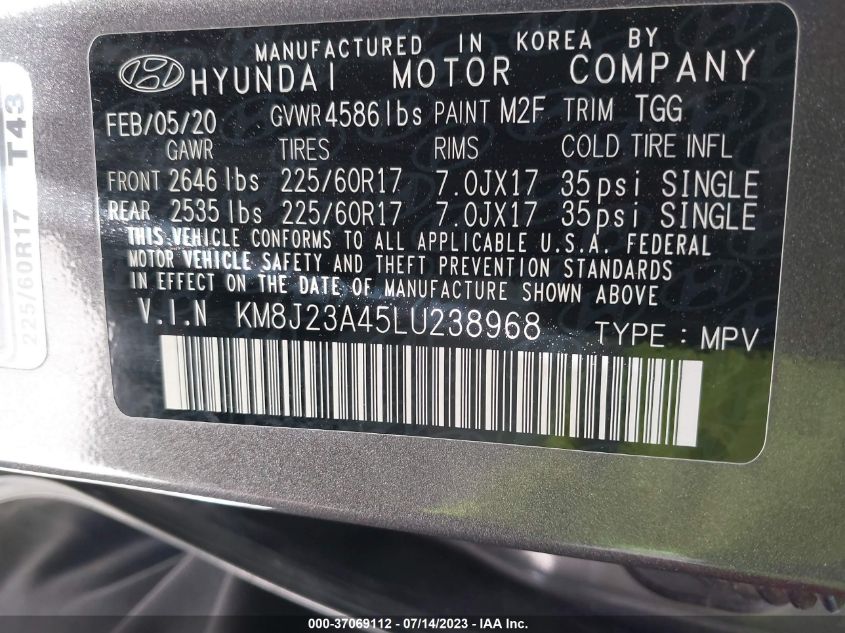 MANUFACTURED IN KOREA BY
HYUNDAI MOTOR COMPANY
FEB/05/20 GVWR 4586 lbs PAINT M2F TRIM TGG
GAWR TIRES RIMS COLD TIRE INFL
FRONT 2646 lbs 225/60R17 7.0JX17 35psi SINGLE
REAR 2535 lbs 225/60R17 7.0JX17 35psi SINGLE
THIS VEHICLE CONFORMS TO ALL APPLICABLE U.S.A. FEDERAL
MOTOR VEHICLE SAFETY AND THEFT PREVENTION STANDARDS
IN EFFECT ON THE DATE OF MANUFACTURE SHOWN ABOVE
V.I.N KM8J23A45LU238968 TYPE: MPV
T43
225/60R17
000-37069112 - 07/14/2023 - IAA Inc.